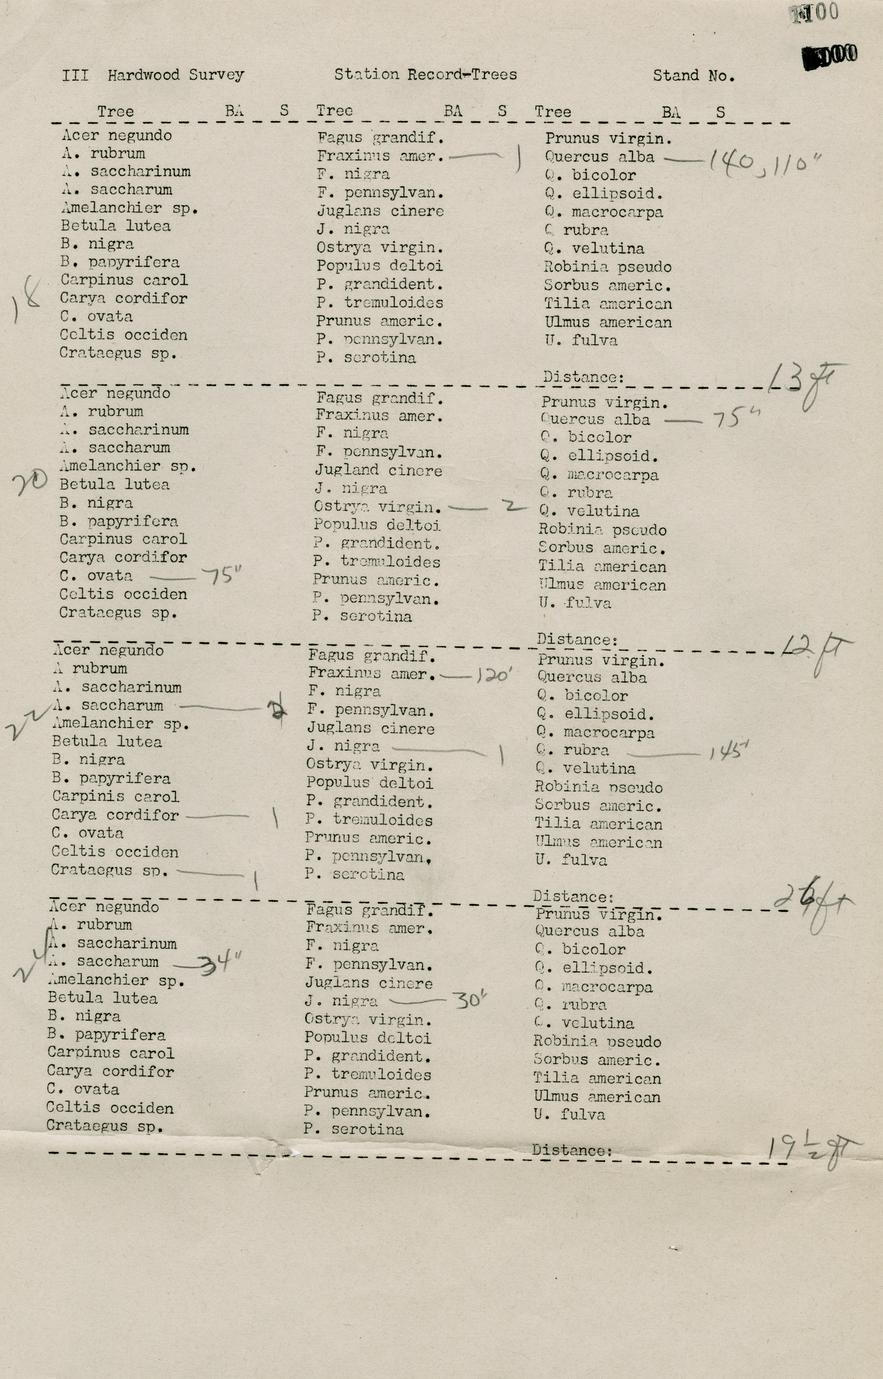 100
III Hardwood Survey Station Record-Trees Stand No.
Tree BA S Tree BA S Tree BA S
Acer negundo Fagus grandif. Prunus virgin.
A. rubrum Fraxinus amer. 1 Quercus alba 140, 110"
A. saccharinum F. nigra Q. bicolor
A. saccharum F. pennsylvan. Q. ellipsoid.
Amelanchier sp. Juglans cinere Q. macrocarpa
Betula lutea J. nigra Q rubra
B. nigra Ostrya virgin. Q. velutina
B. papyrifera Populus deltoi Robinia pseudo
18 Carpinus carol P. grandident. Sorbus americ.
Carya cordifor P. tremuloides Tilia american
C. ovata Prunus americ. Ulmus american
Celtis occiden P. pennsylvan. U. fulva
Crataegus sp. P. serotina
Distance: 13 ft
Acer negundo Fagus grandif. Prunus virgin.
A. rubrum Fraxinus amer. Quercus alba 75"
A. saccharinum F. nigra Q. bicolor
A. saccharum F. pennsylvan. Q. ellipsoid.
Amelanchier sp. Jugland cinere Q. macrocarpa
20 Betula lutea J. nigra Q. rubra
B. nigra Ostrya virgin. 2 Q. velutina
B. papyrifera Populus deltoi Robinia pseudo
Carpinus carol P. grandident. Sorbus americ.
Carya cordifor P. tremuloides Tilia american
C. ovata 75" Prunus americ. Ulmus american
Celtis occiden P. pennsylvan. U. fulva
Crataegus sp. P. serotina
Distance: 12 ft
Acer negundo Fagus grandif. Prunus virgin.
A rubrum Fraxinus amer. 120' Quercus alba
A. saccharinum F. nigra Q. bicolor
A. saccharum F. pennsylvan. Q. ellipsoid.
Amelanchier sp. Juglans cinere Q. macrocarpa
Betula lutea J. nigra 1 Q. rubra 145'
B. nigra Ostrya virgin. Q. velutina
B. papyrifera Populus deltoi Robinia pseudo
Carpinis carol P. grandident. Sorbus americ.
Carya cordifor 1 P. tremuloides Tilia american
C. ovata Prunus americ. Ulmus american
Celtis occiden P. pennsylvan. U. fulva
Crataegus sp. 1 P. serotina
Distance: ft
Acer negundo Fagus grandif. Prunus virgin.
A. rubrum Fraxinus amer. Quercus alba
A. saccharinum F. nigra Q. bicolor
A. saccharum 34" F. pennsylvan. Q. ellipsoid.
Amelanchier sp. Juglans cinere Q. macrocarpa
Betula lutea J. nigra 30" Q. rubra
B. nigra Ostrya virgin. Q. velutina
B. papyrifera Populus deltoi Robinia pseudo
Carpinus carol P. grandident. Sorbus americ.
Carya cordifor P. tremuloides Tilia american
C. ovata Prunus americ. Ulmus american
Celtis occiden P. pennsylvan. U. fulva
Crataegus sp. P. serotina
Distance: 19 1/2 ft